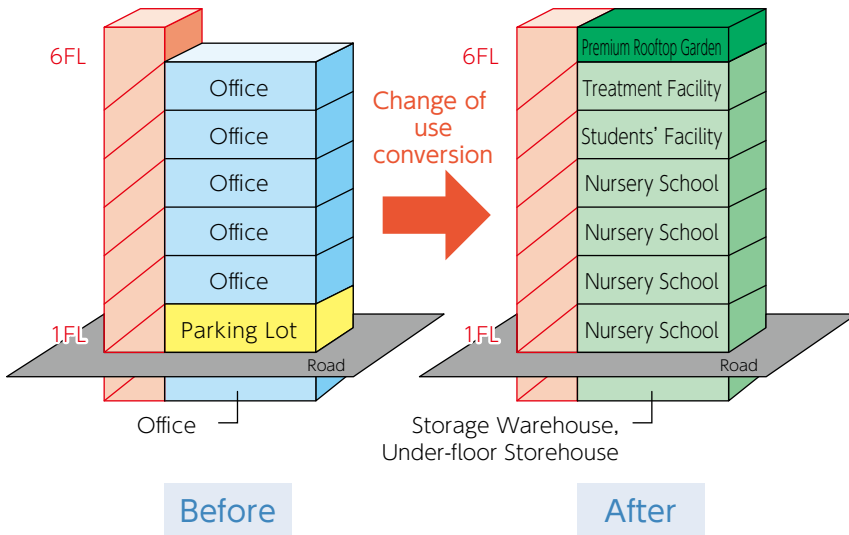 6FL
Office
Office
Office
Office
Office
1FL
Parking Lot
Road
Office
Before
Change of
use
conversion
6FL
Premium Rooftop Garden
Treatment Facility
Students’ Facility
Nursery School
Nursery School
Nursery School
1FL
Nursery School
Road
Storage Warehouse,
Under-floor Storehouse
After